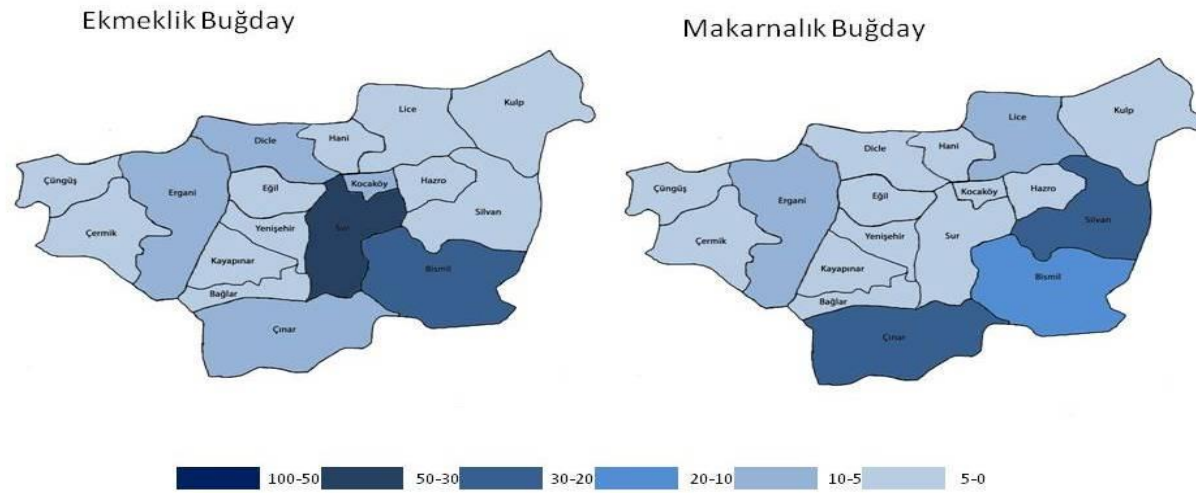 Ekmeklik Buğday
Makarnalık Buğday
Kulp
Lice
Hani
Dicle
Çüngüş
Ergani
Eğil
Kocaköy
Hazro
Silvan
Çermik
Yenişehir
Sur
Kayapınar
Bismil
Bağlar
Çınar
Kulp
Lice
Hani
Dicle
Çüngüş
Ergani
Eğil
Kocaköy
Hazro
Silvan
Çermik
Yenişehir
Sur
Kayapınar
Bismil
Bağlar
Çınar
100-50 50-30 30-20 20-10 10-5 5-0